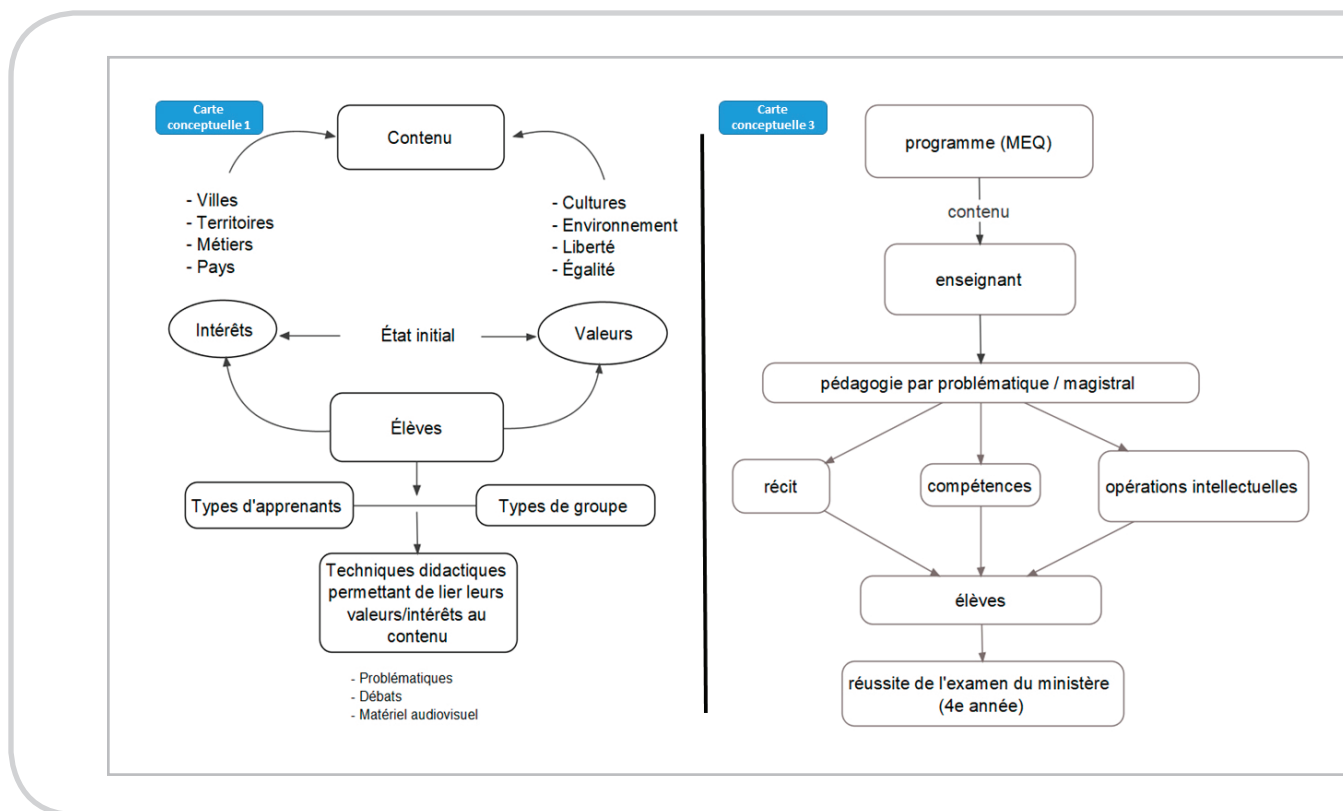 Carte
conceptuelle 1
Contenu
- Villes
- Territoires
- Métiers
- Pays
- Cultures
- Environnement
- Liberté
- Égalité
Intérêts
État initial
Valeurs
Élèves
Types d'apprenants
Types de groupe
Techniques didactiques
permettant de lier leurs
valeurs/intérêts au
contenu
- Problématiques
- Débats
- Matériel audiovisuel
Carte
conceptuelle 3
programme (MEQ)
contenu
enseignant
pédagogie par problématique / magistral
récit
compétences
opérations intellectuelles
élèves
réussite de l'examen du ministère
(4e année)